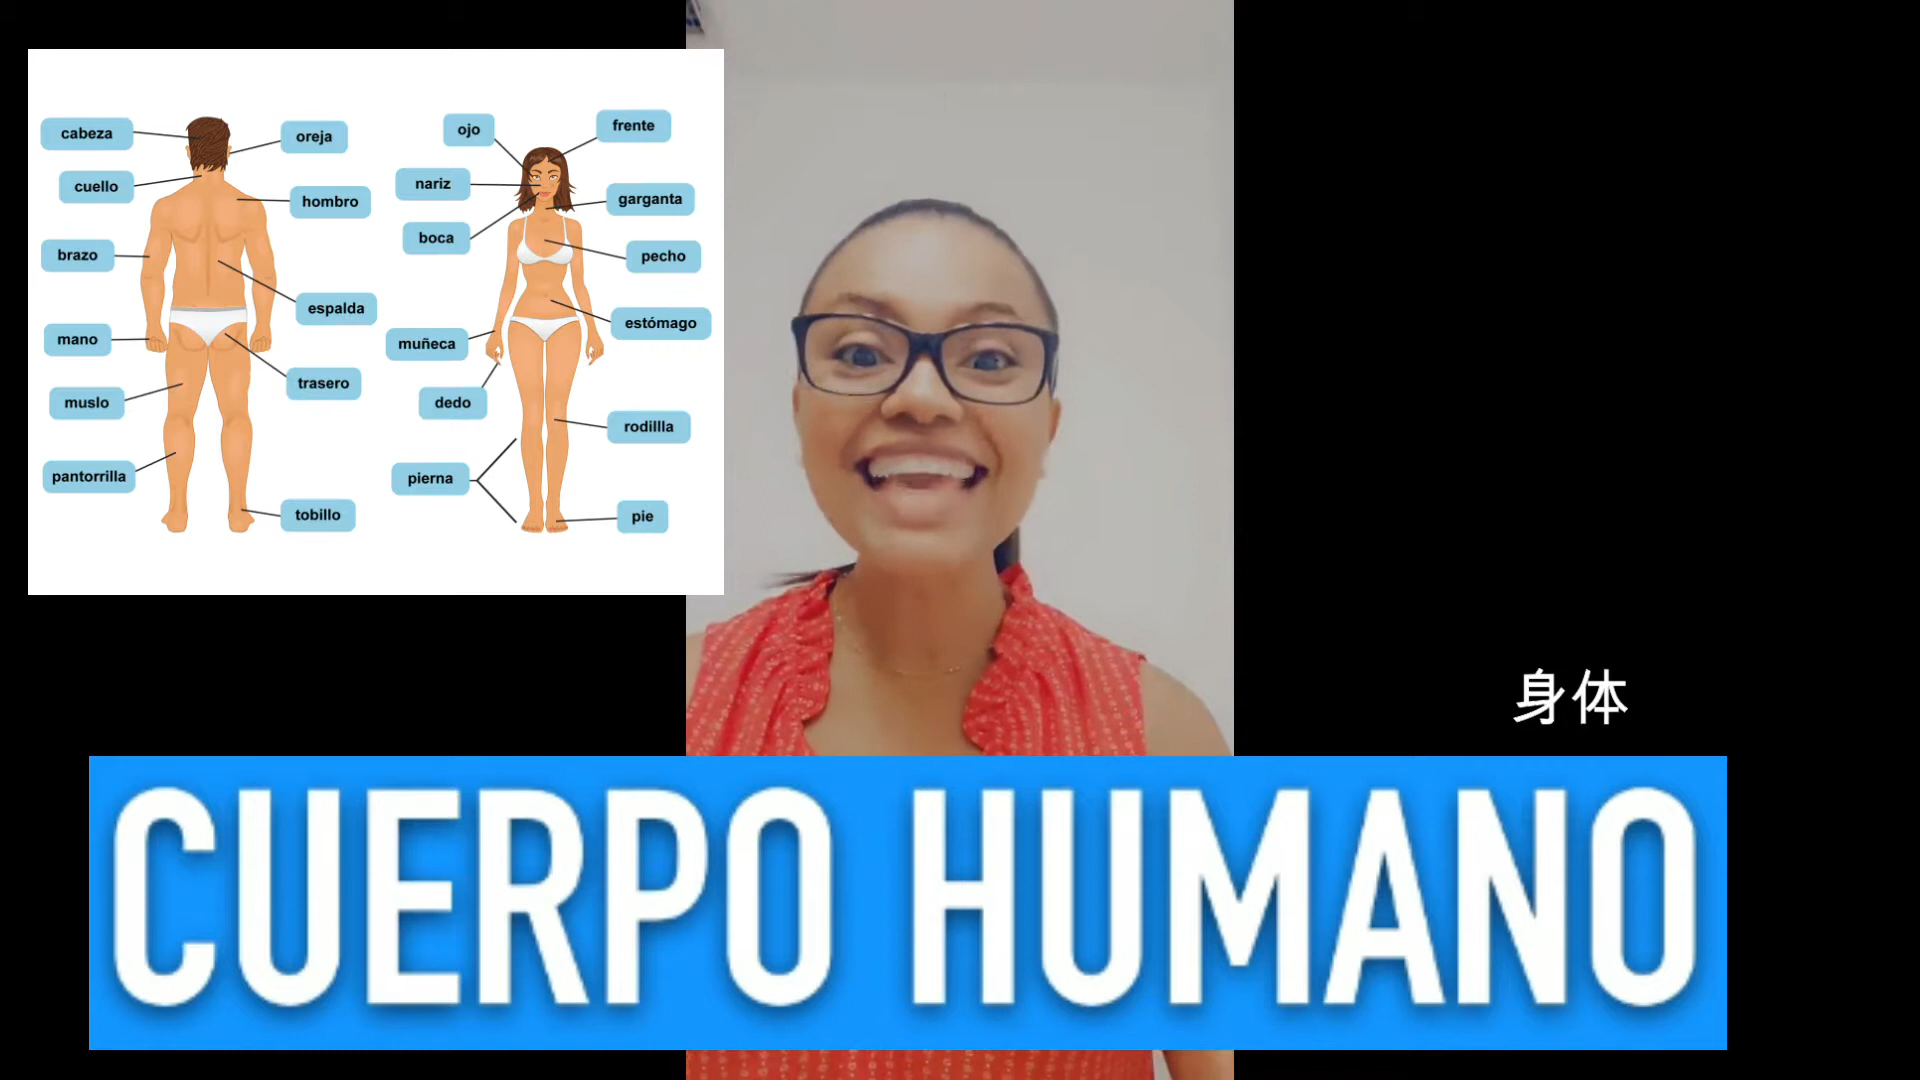 cabeza
oreja
cuello
hombro
brazo
espalda
mano
trasero
muslo
pantorrilla
tobillo
ojo
frente
nariz
garganta
boca
pecho
estómago
muñeca
dedo
rodillla
pierna
pie
身体
CUERPO HUMANO